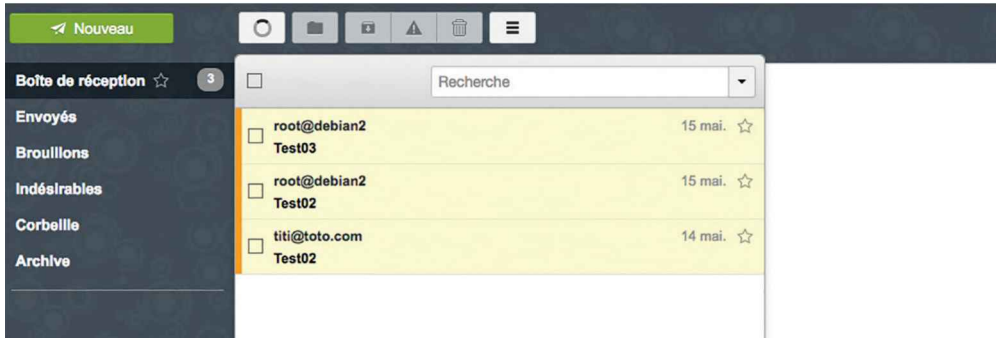 Nouveau
Boîte de réception 3
Recherche
Envoyés
Brouillons
Indésirables
Corbeille
Archive
root@debian2 15 mai.
Test03
root@debian2 15 mai.
Test02
titi@toto.com 14 mai.
Test02